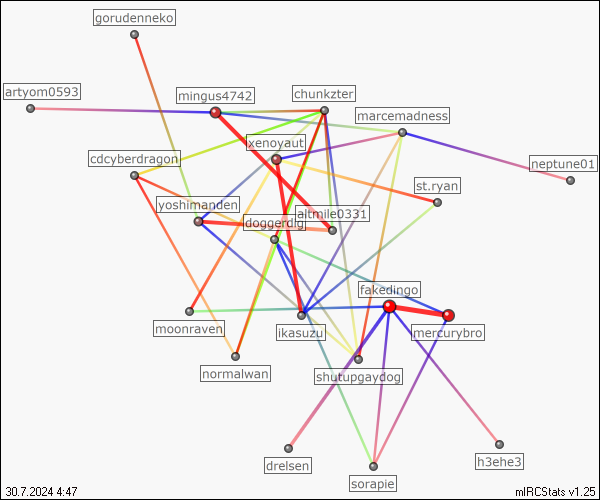 gorudenneko
artyom0593
mingus4742
chunkzter
marcemadness
xenoyaut
cdcyberdragon
neptune01
st.ryan
yoshimanden
altmile0331
doggerdig
fakedingo
moonraven
ikasuzu
mercurybro
normalwan
shutupgaydog
drelsen
h3ehe3
sorapie
30.7.2024 4:47
mIRCStats v1.25